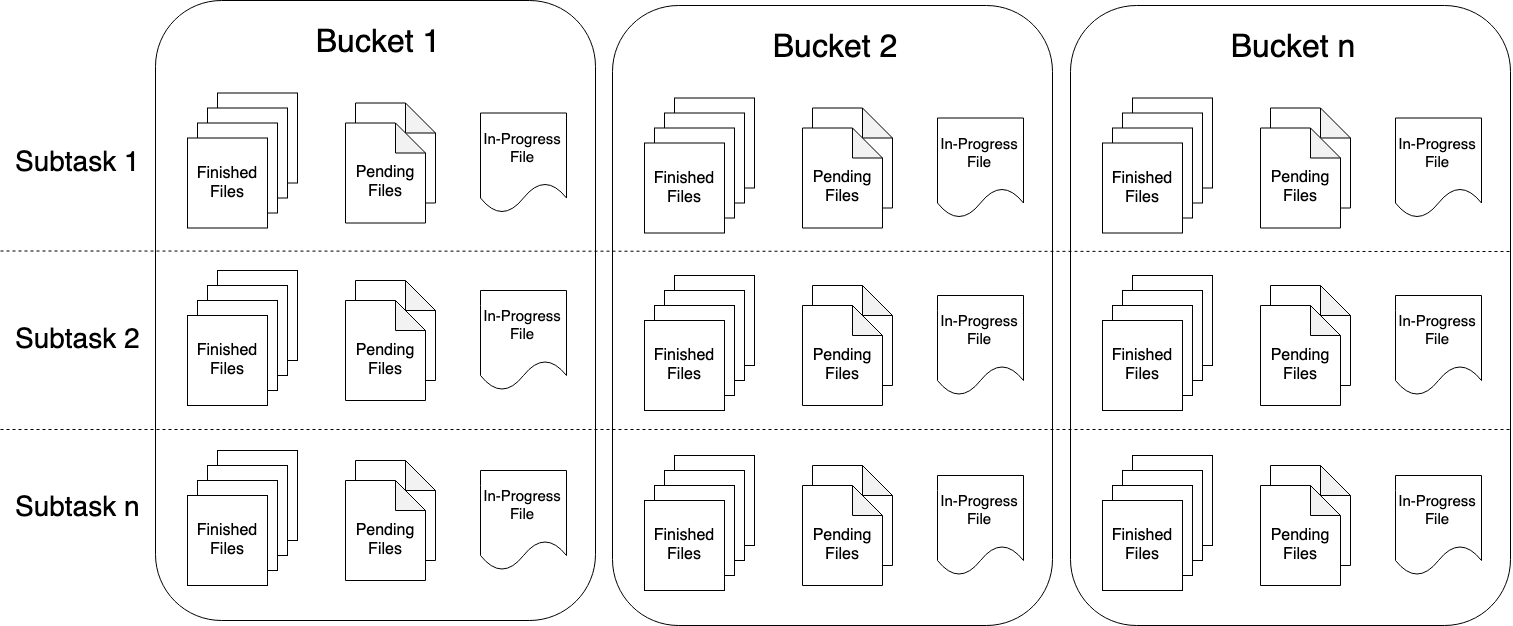 Bucket 1
Bucket 2
Bucket n
Subtask 1
Finished
Files
Pending
Files
In-Progress
File
Finished
Files
Pending
Files
In-Progress
File
Finished
Files
Pending
Files
In-Progress
File
Subtask 2
Finished
Files
Pending
Files
In-Progress
File
Finished
Files
Pending
Files
In-Progress
File
Finished
Files
Pending
Files
In-Progress
File
Subtask n
Finished
Files
Pending
Files
In-Progress
File
Finished
Files
Pending
Files
In-Progress
File
Finished
Files
Pending
Files
In-Progress
File